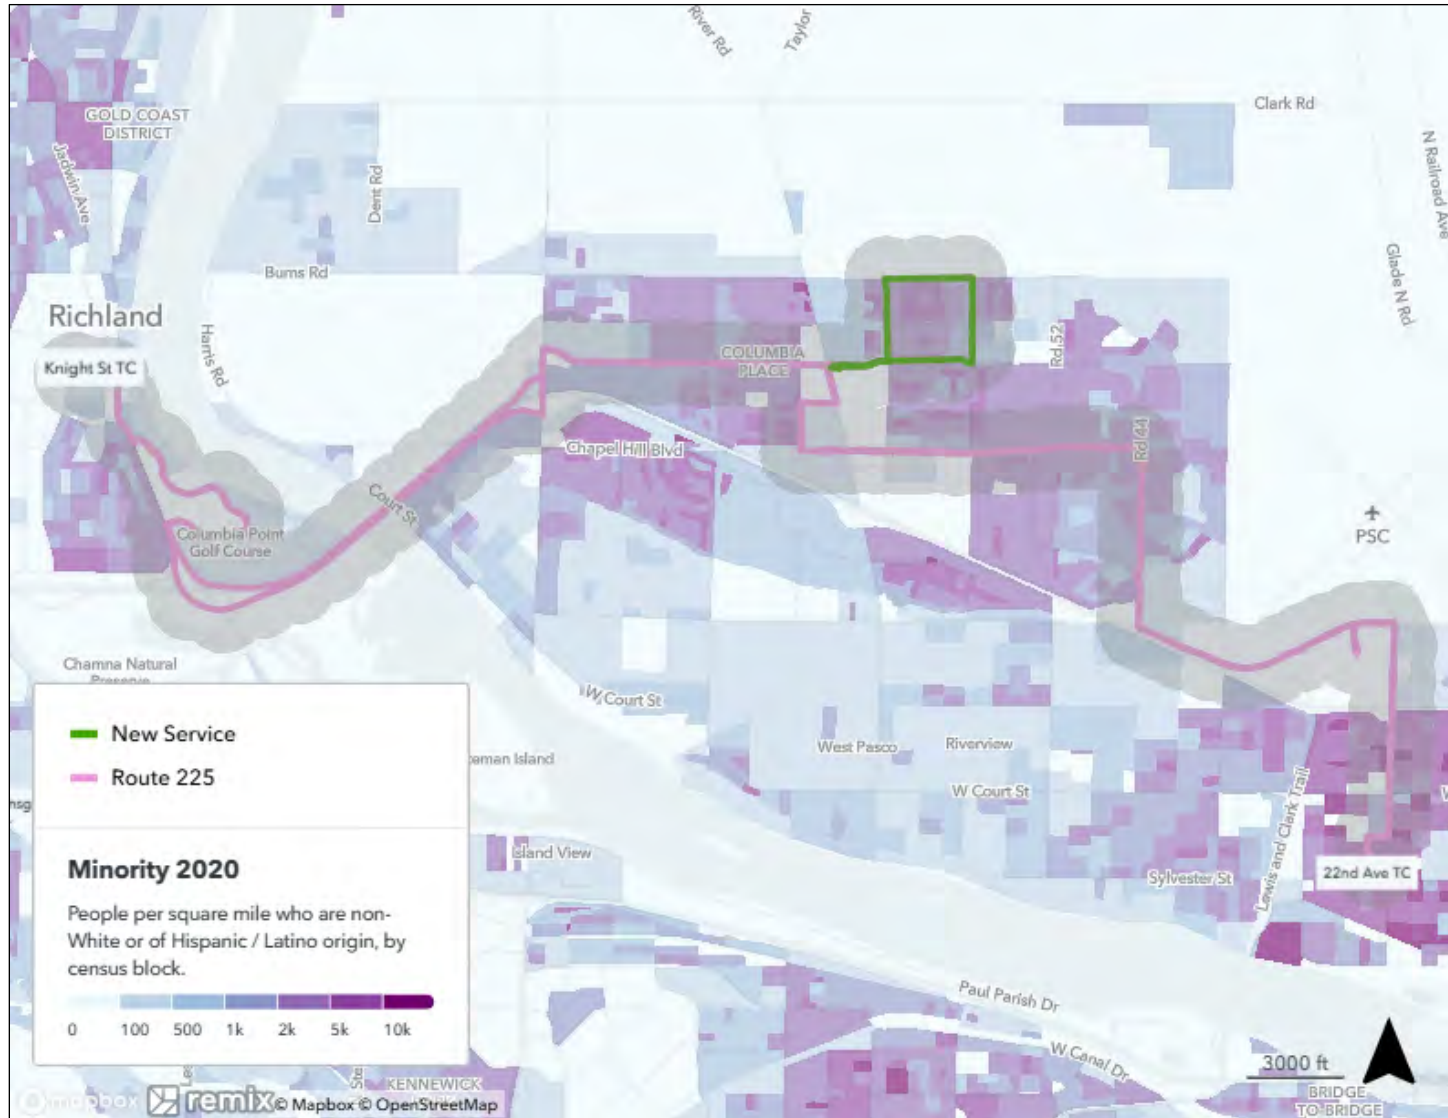 River Rd
Taylor
Clark Rd
N Railroad Ave
GOLD COAST
DISTRICT
Jadwin Ave
Dent Rd
Burns Rd
Glade N Rd
Richland
Harris Rd
Knight St TC
COLUMBIA
PLACE
Rd 52
Rd 44
Chapel Hill Blvd
Court St
Columbia Point
Golf Course
PSC
Chamna Natural
Preserve
W Court St
West Pasco
Riverview
W Court St
eman Island
Lewis and Clark Trail
Island View
Sylvester St
22nd Ave TC
New Service
Route 225
Minority 2020
People per square mile who are non-
White or of Hispanic / Latino origin, by
census block.
0 100 500 1k 2k 5k 10k
Paul Parish Dr
W Canal Dr
3000 ft
KENNEWICK
BRIDGE
TO-BRIDGE
mapbox remix © Mapbox © OpenStreetMap